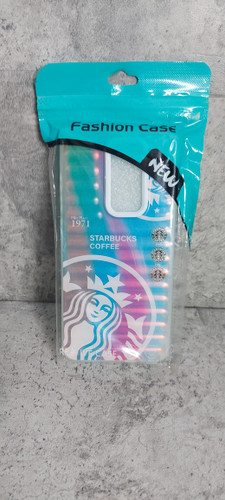 Fashion Case
NEW
1971
STARBUCKS
COFFEE